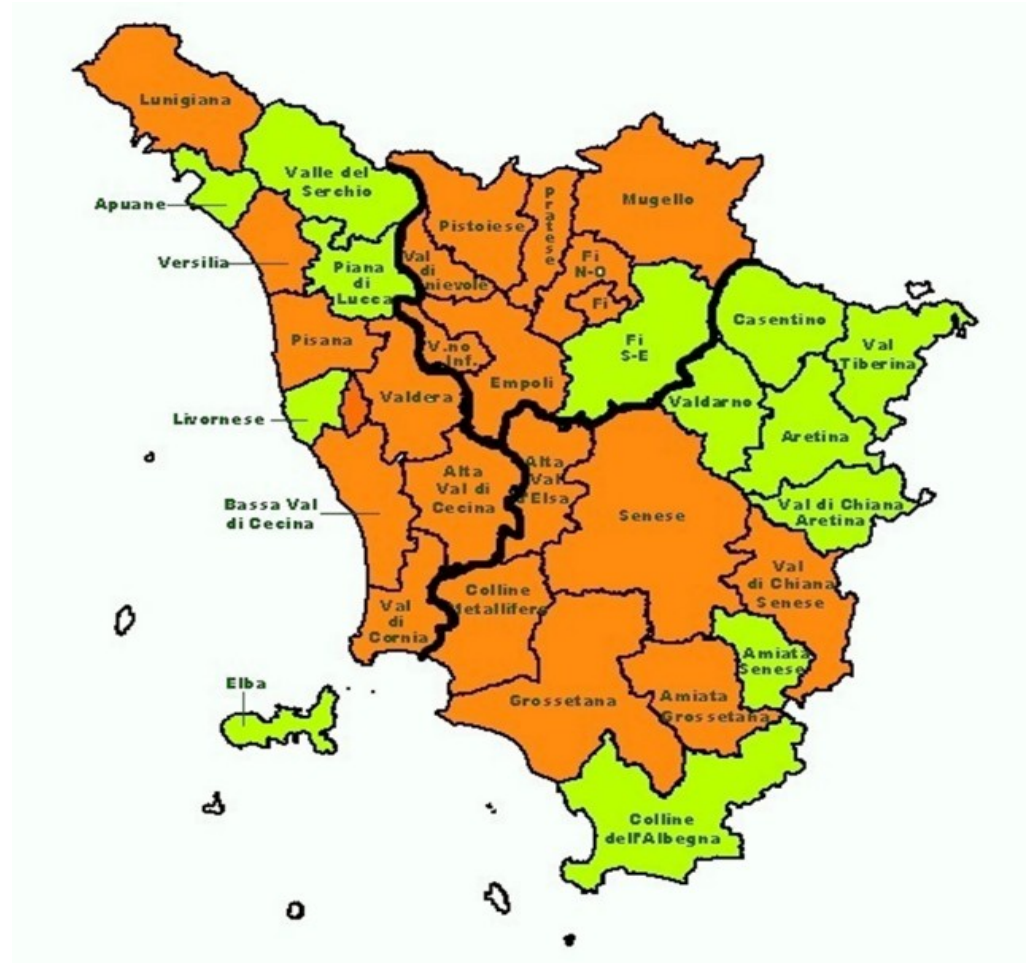 Lunigiana
Valle del
Serchio
Apuane
Versilia
Piana
di
Lucca
Pistoiese
Pratese
Mugello
Val
di
nievole
Fi
N-O
Fi
Fi
S-E
Casentino
Val
Tiberina
Pisana
V.no
Inf.
Empoli
Valdera
Valdarno
Aretina
Livornese
Alta
Val di
Cecina
Alta
Val
d'Elsa
Bassa Val
di Cecina
Senese
Val di Chiana
Aretina
Val
di Chiana
Senese
Colline
Metallifere
Val
di
Cornia
Amiata
Senese
Elba
Grossetana
Amiata
Grossetana
Colline
dell'Albegna